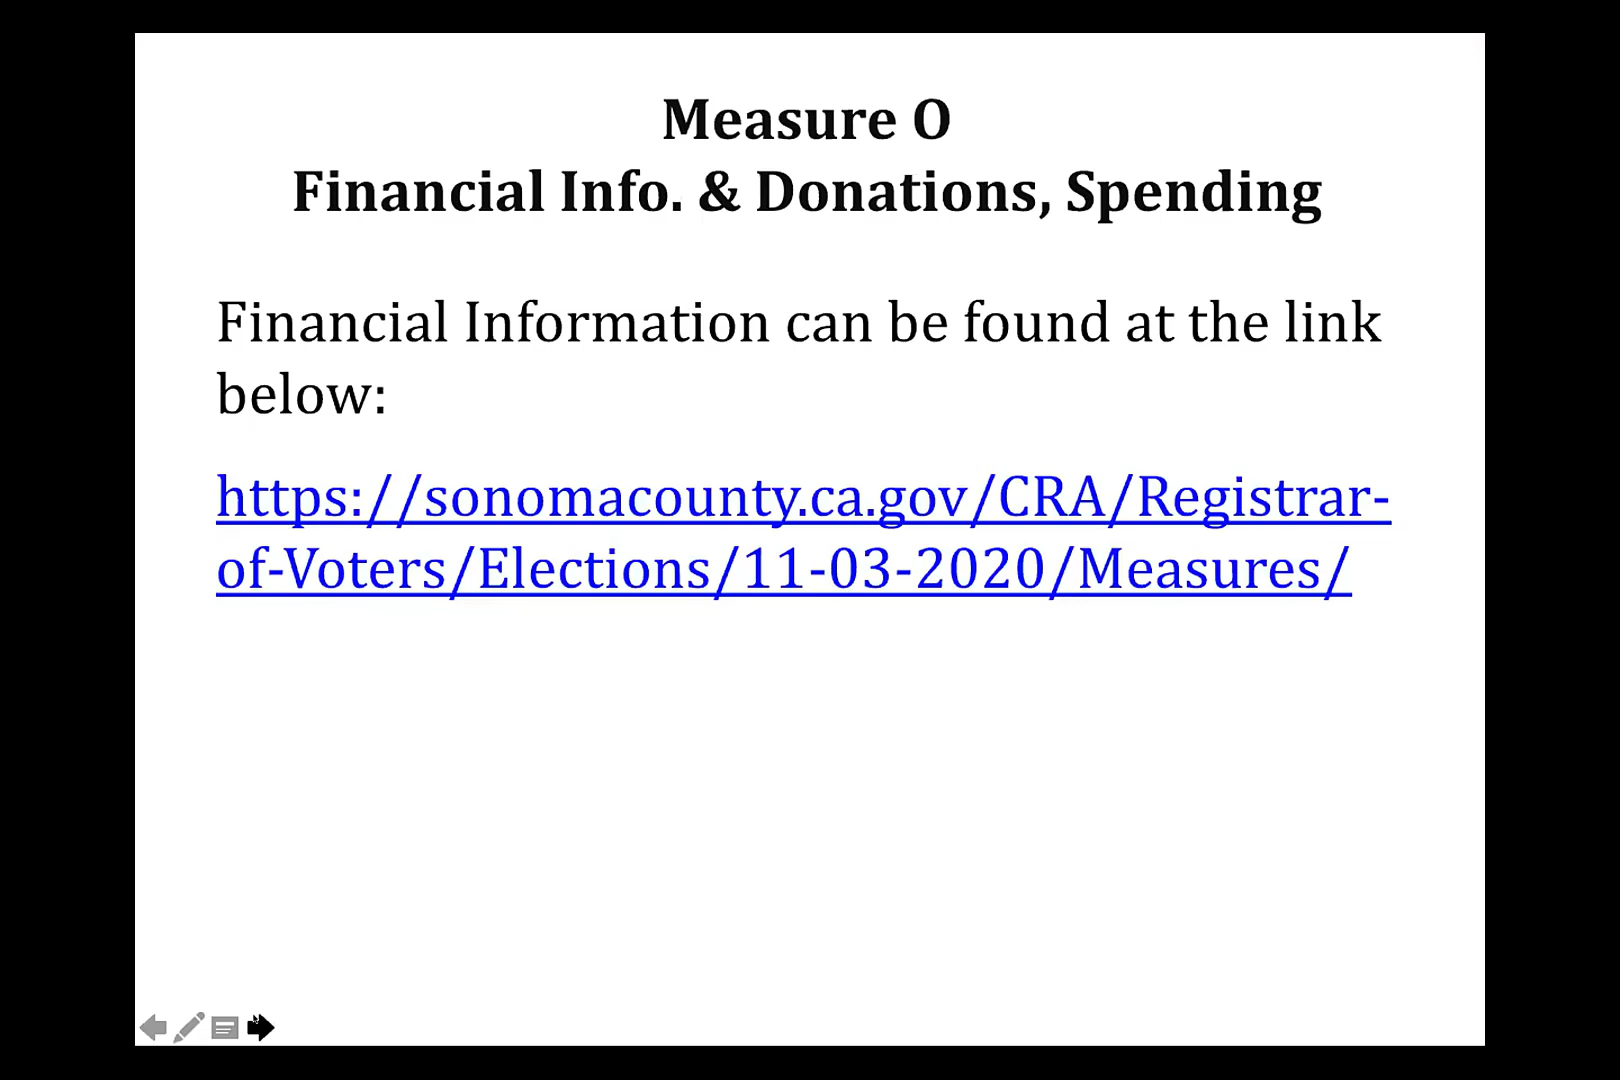 Measure O
Financial Info. & Donations, Spending
Financial Information can be found at the link
below:
https://sonomacounty.ca.gov/CRA/Registrar-
of-Voters/Elections/11-03-2020/Measures/